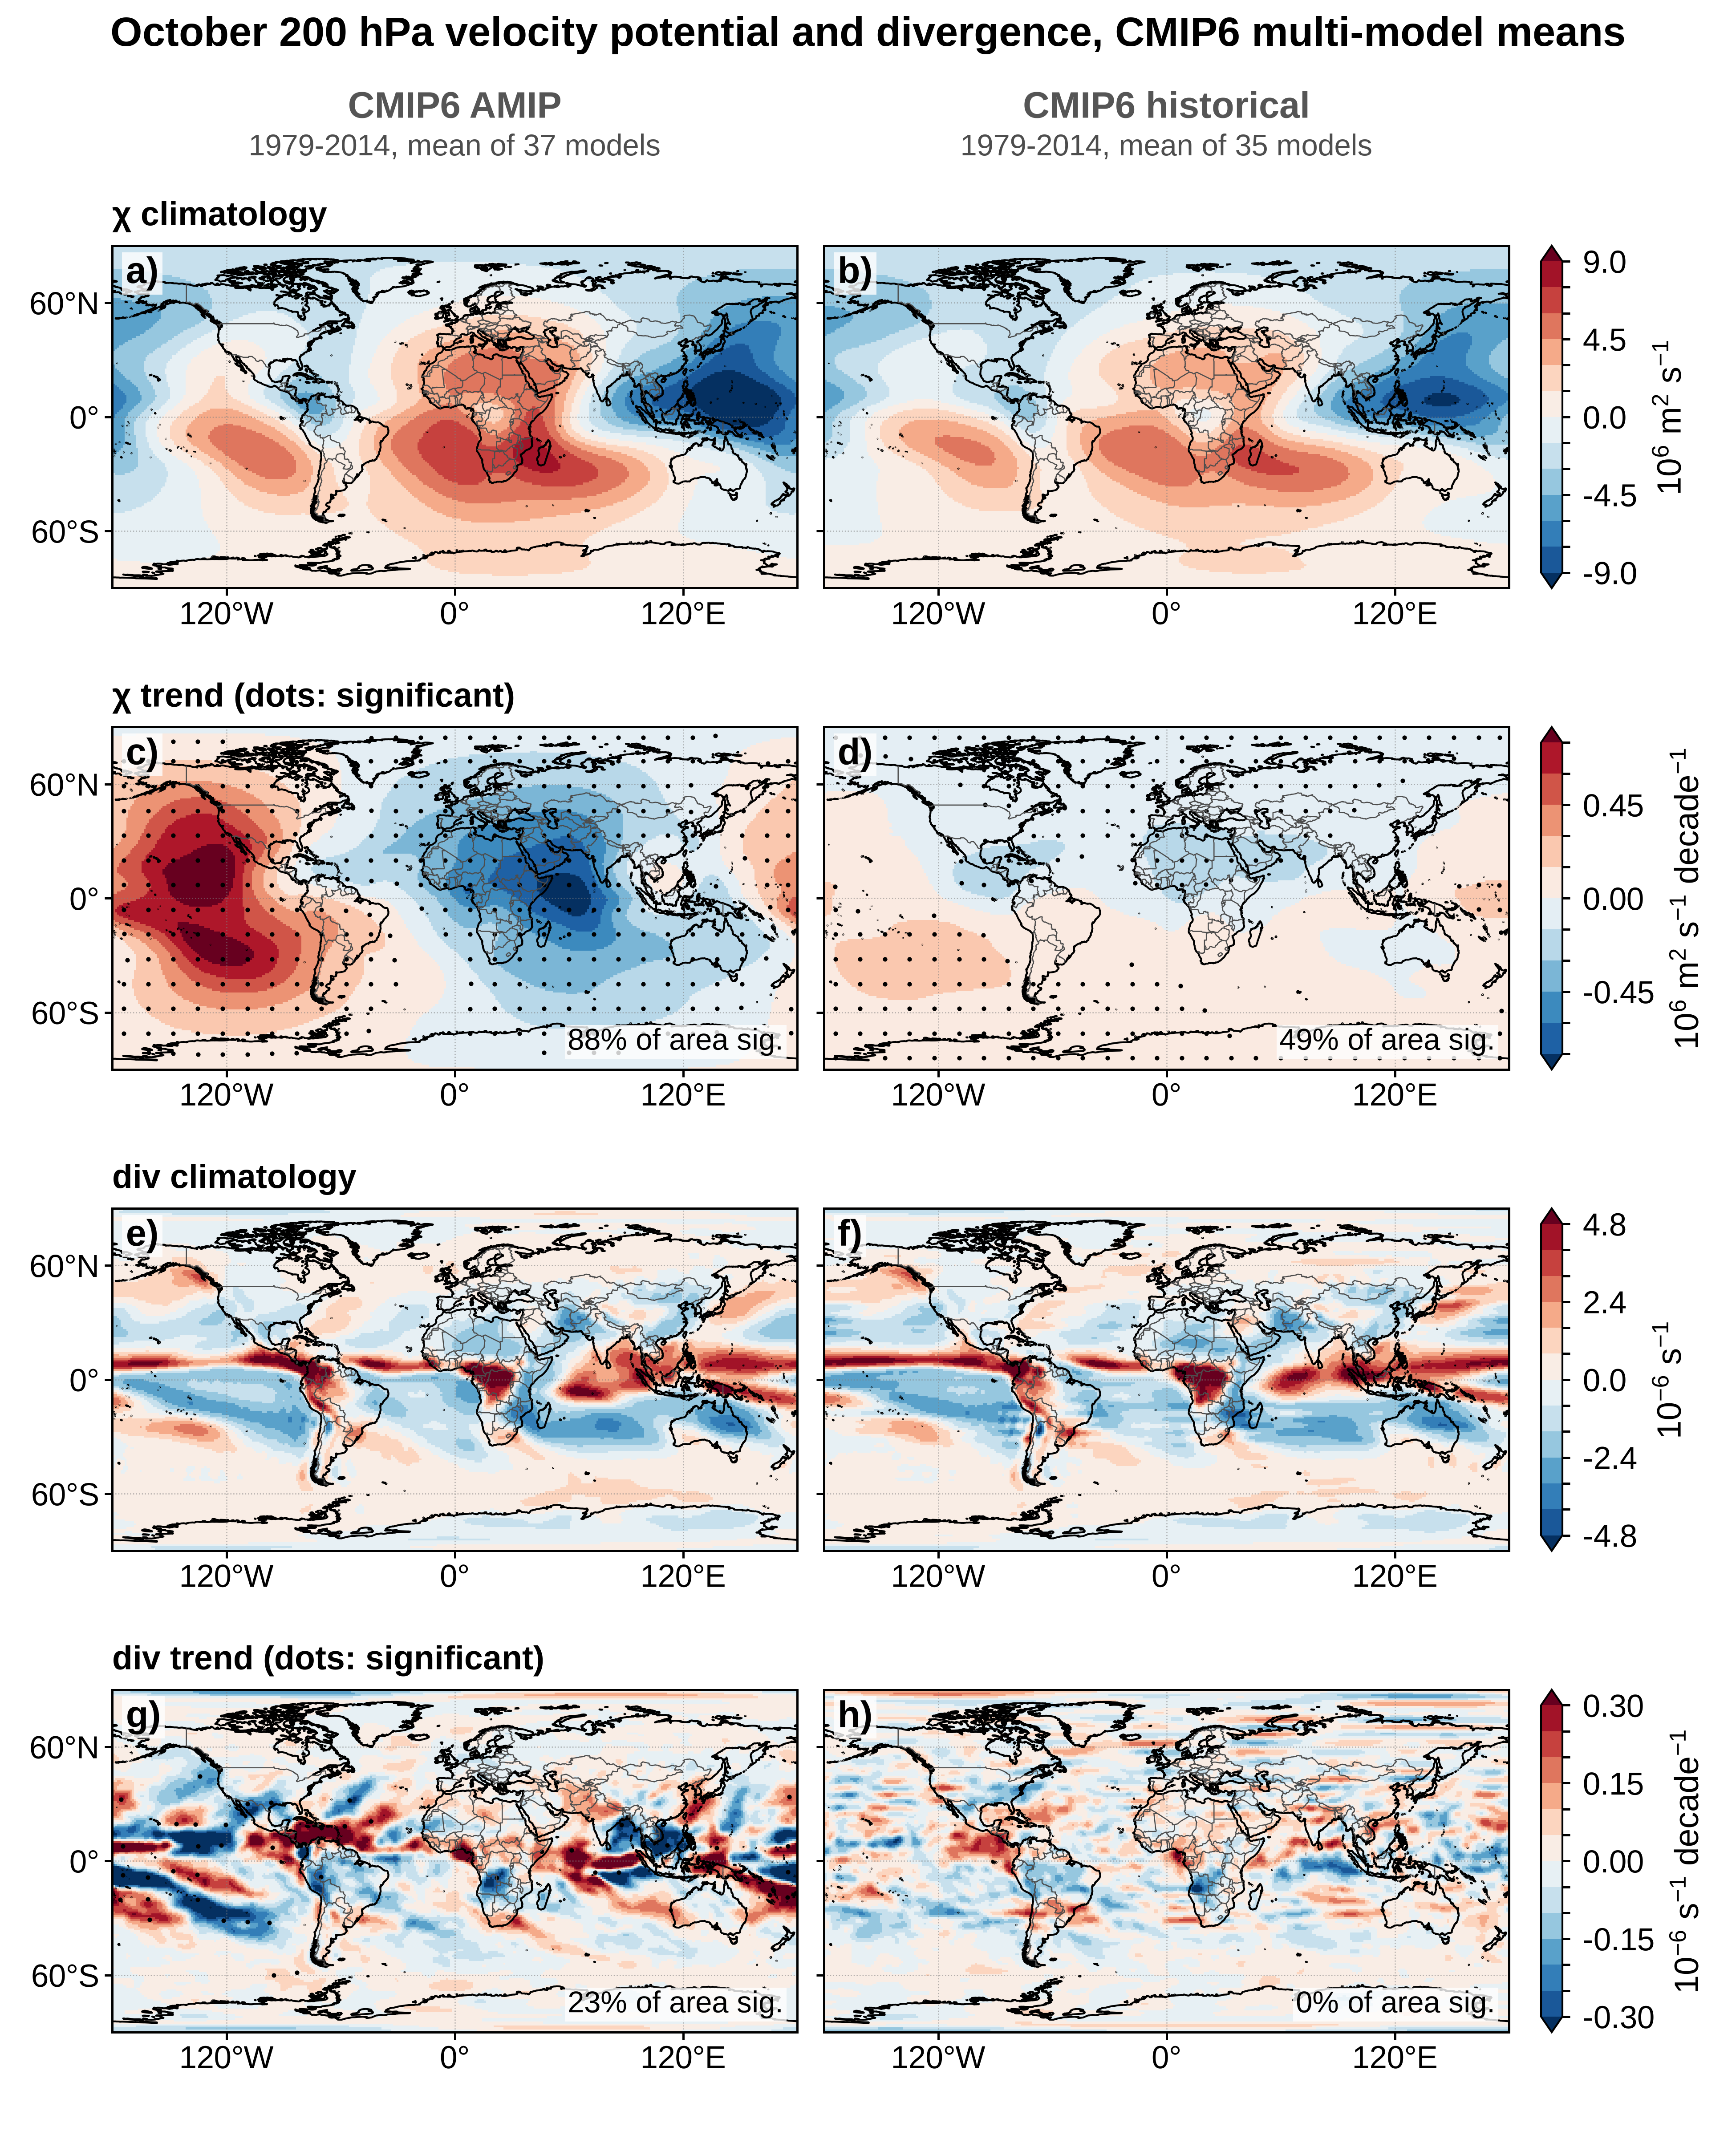 October 200 hPa velocity potential and divergence, CMIP6 multi-model means
CMIP6 AMIP
1979-2014, mean of 37 models
CMIP6 historical
1979-2014, mean of 35 models
χ climatology
a)
b)
60°N
0°
60°S
120°W
0°
120°E
120°W
0°
120°E
9.0
4.5
0.0
-4.5
-9.0
10⁶ m² s⁻¹
χ trend (dots: significant)
c)
d)
60°N
0°
60°S
88% of area sig.
49% of area sig.
120°W
0°
120°E
120°W
0°
120°E
0.45
0.00
-0.45
10⁶ m² s⁻¹ decade⁻¹
div climatology
e)
f)
60°N
0°
60°S
120°W
0°
120°E
120°W
0°
120°E
4.8
2.4
0.0
-2.4
-4.8
10⁻⁶ s⁻¹
div trend (dots: significant)
g)
h)
60°N
0°
60°S
23% of area sig.
0% of area sig.
120°W
0°
120°E
120°W
0°
120°E
0.30
0.15
0.00
-0.15
-0.30
10⁻⁶ s⁻¹ decade⁻¹